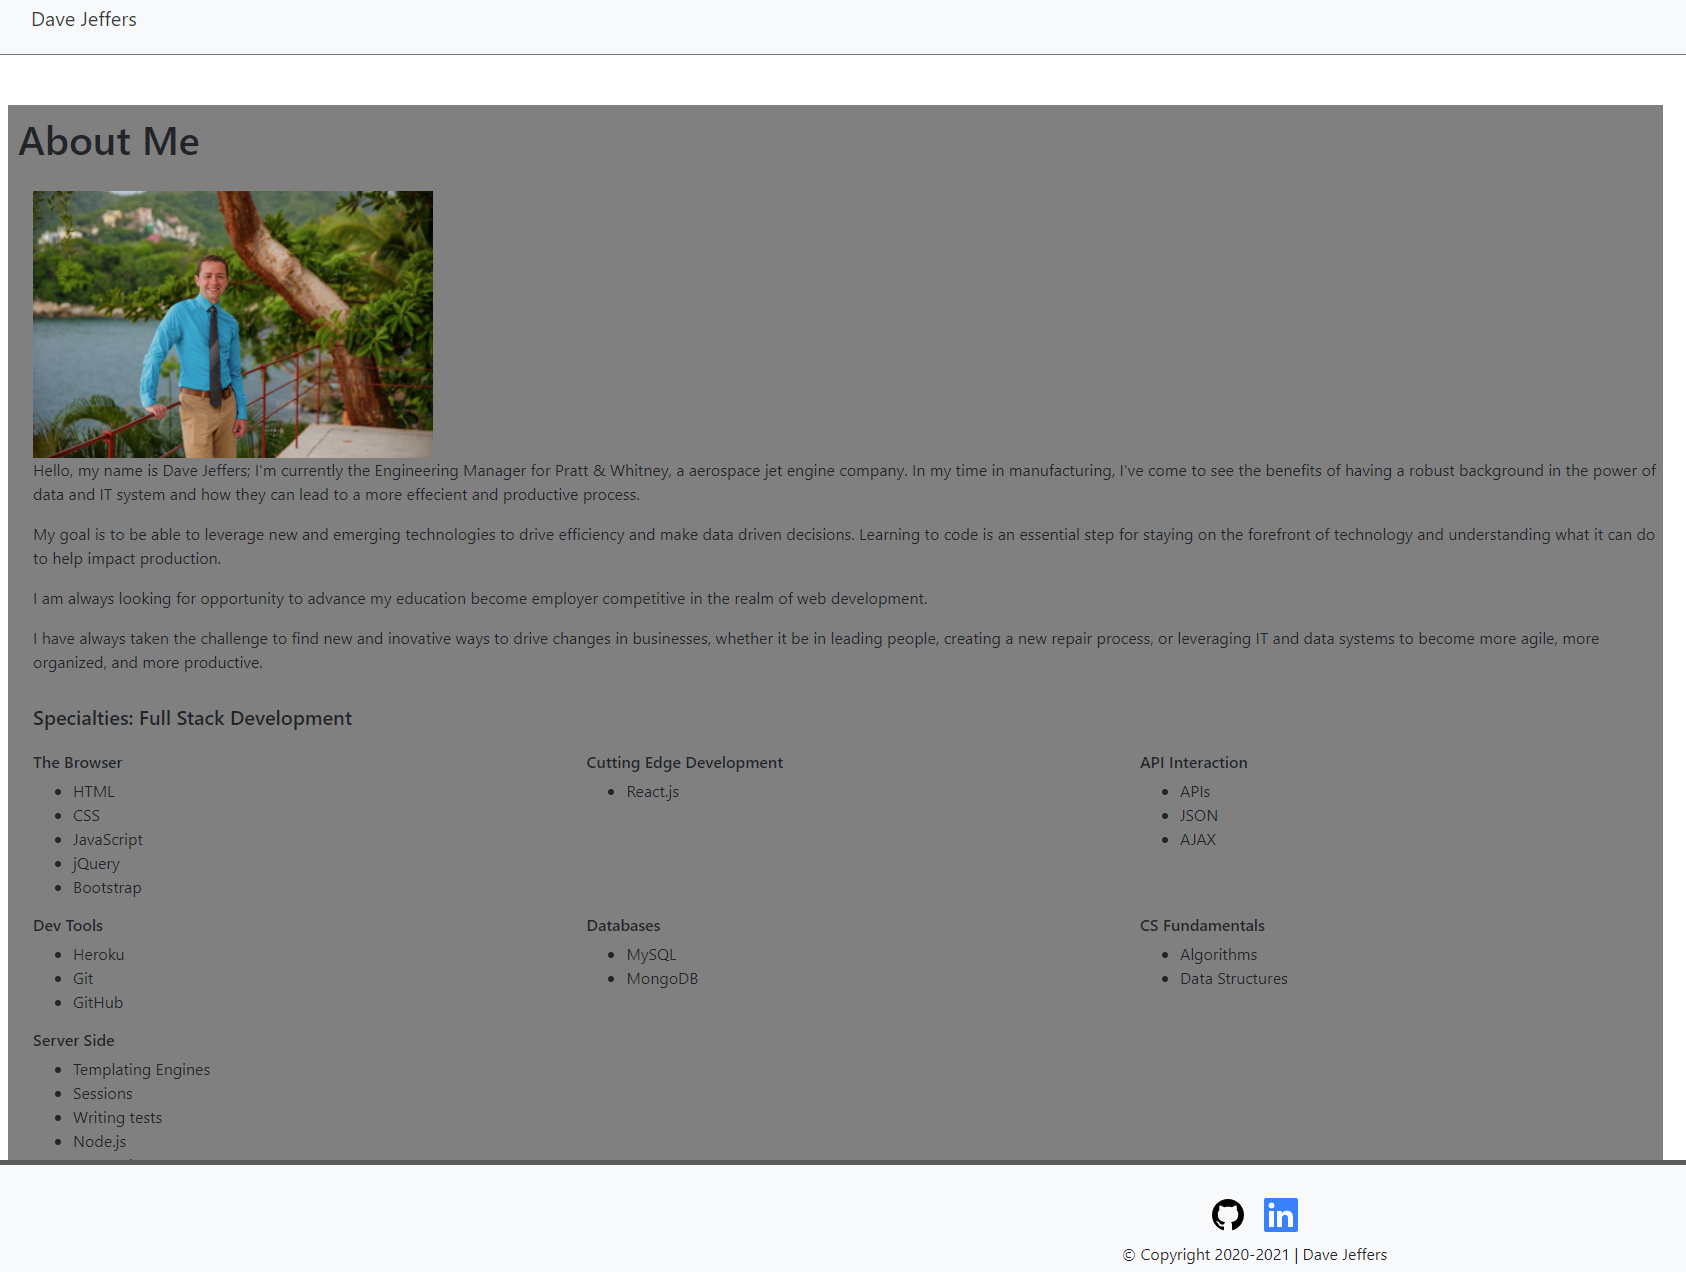 Dave Jeffers
About Me
Hello, my name is Dave Jeffers; I'm currently the Engineering Manager for Pratt & Whitney, a aerospace jet engine company. In my time in manufacturing, I've come to see the benefits of having a robust background in the power of
data and IT system and how they can lead to a more effecient and productive process.
My goal is to be able to leverage new and emerging technologies to drive efficiency and make data driven decisions. Learning to code is an essential step for staying on the forefront of technology and understanding what it can do
to help impact production.
I am always looking for opportunity to advance my education become employer competitive in the realm of web development.
I have always taken the challenge to find new and inovative ways to drive changes in businesses, whether it be in leading people, creating a new repair process, or leveraging IT and data systems to become more agile, more
organized, and more productive.
Specialties: Full Stack Development
The Browser
HTML
CSS
JavaScript
jQuery
Bootstrap
Cutting Edge Development
React.js
API Interaction
APIs
JSON
AJAX
Dev Tools
Heroku
Git
GitHub
Databases
MySQL
MongoDB
CS Fundamentals
Algorithms
Data Structures
Server Side
Templating Engines
Sessions
Writing tests
Node.js
in
© Copyright 2020-2021 | Dave Jeffers